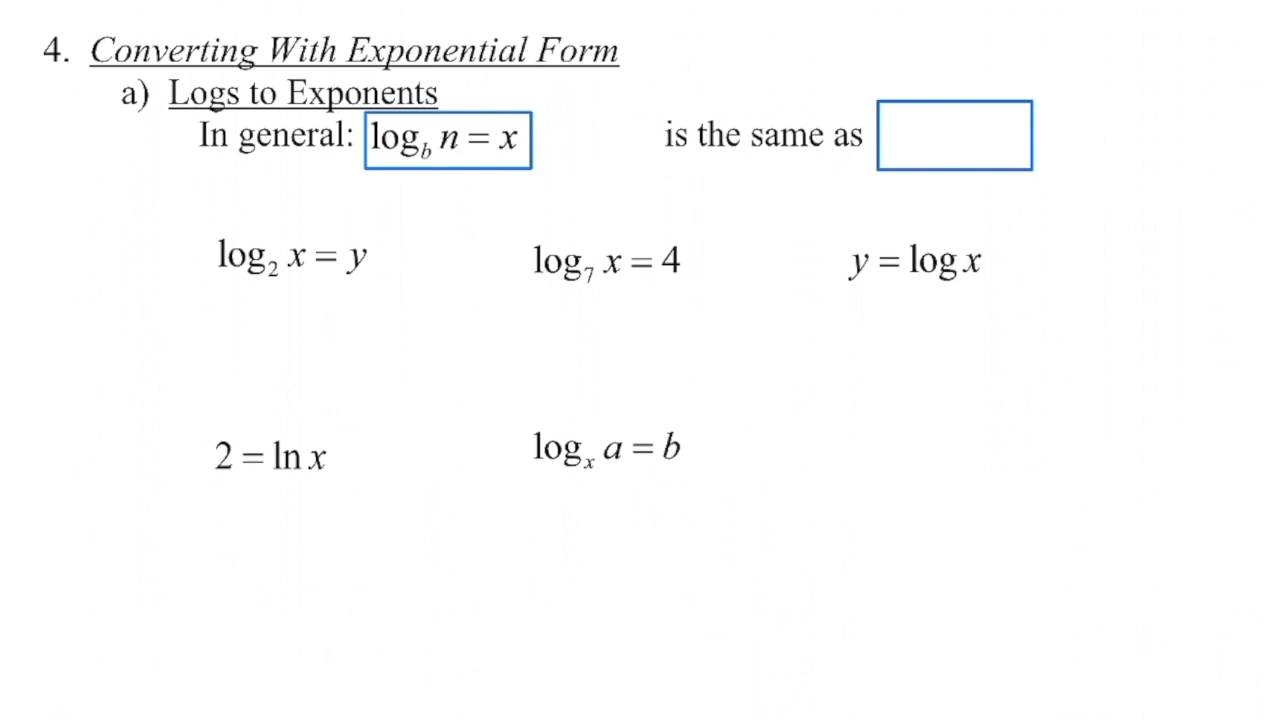 4. Converting With Exponential Form
a) Logs to Exponents
In general: log_b n = x is the same as
log_2 x = y log_7 x = 4 y = log x
2 = ln x log_x a = b